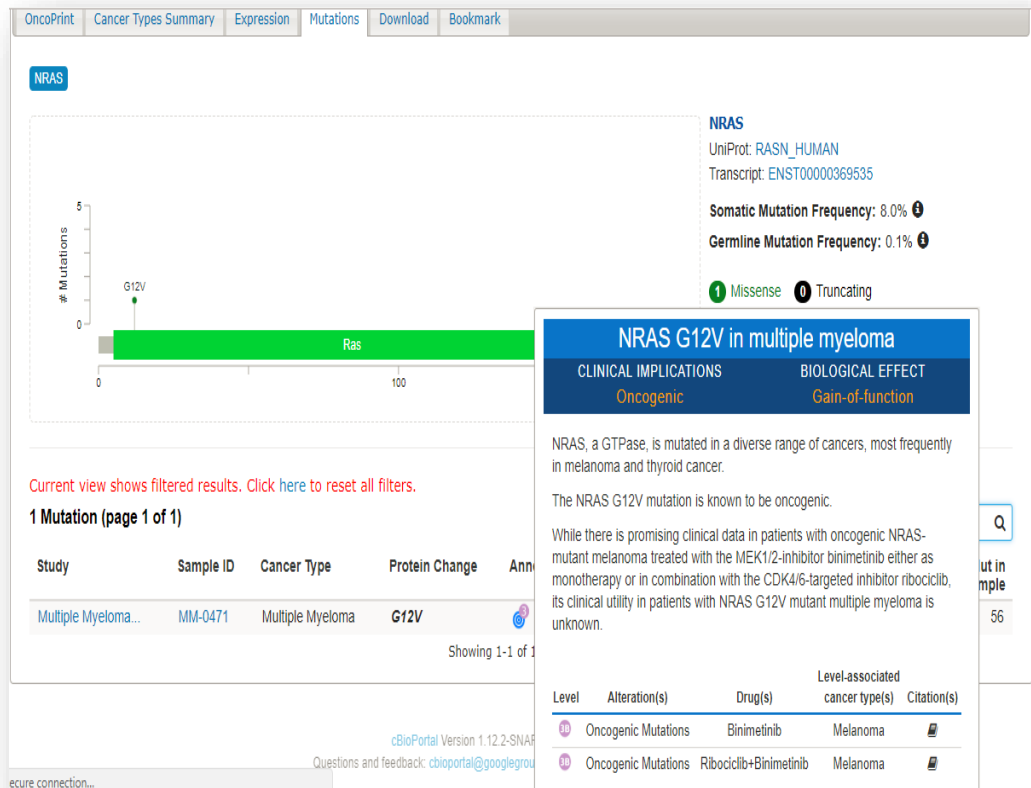 OncoPrint Cancer Types Summary Expression Mutations Download Bookmark
NRAS
NRAS
UniProt: RASN_HUMAN
Transcript: ENST00000369535
Somatic Mutation Frequency: 8.0%
Germline Mutation Frequency: 0.1%
1 Missense 0 Truncating
# Mutations
5
0
G12V
Ras
0
100
NRAS G12V in multiple myeloma
CLINICAL IMPLICATIONS BIOLOGICAL EFFECT
Oncogenic Gain-of-function
NRAS, a GTPase, is mutated in a diverse range of cancers, most frequently
in melanoma and thyroid cancer.
The NRAS G12V mutation is known to be oncogenic.
While there is promising clinical data in patients with oncogenic NRAS-
mutant melanoma treated with the MEK1/2-inhibitor binimetinib either as
monotherapy or in combination with the CDK4/6-targeted inhibitor ribociclib,
its clinical utility in patients with NRAS G12V mutant multiple myeloma is
unknown.
Level Alteration(s) Drug(s) Level-associated cancer type(s) Citation(s)
3B Oncogenic Mutations Binimetinib Melanoma
3B Oncogenic Mutations Ribociclib+Binimetinib Melanoma
Current view shows filtered results. Click here to reset all filters.
1 Mutation (page 1 of 1)
Study Sample ID Cancer Type Protein Change
Multiple Myeloma... MM-0471 Multiple Myeloma G12V 3 56
Showing 1-1 of 1
cBioPortal Version 1.12.2-SNA
Questions and feedback: cbioportal@googlegrou
ecure connection...